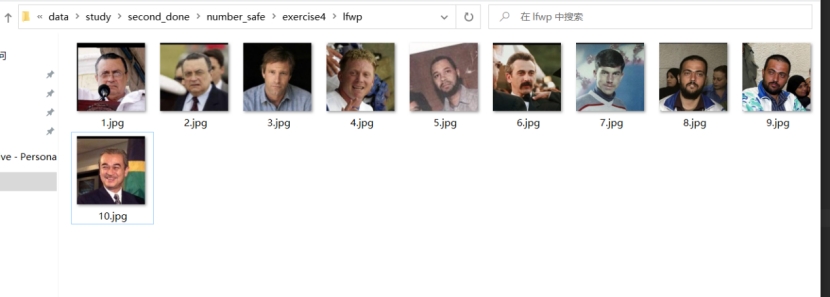 « data › study › second_done › number_safe › exercise4 › lfwp
在 lfwp 中搜索
问
1.jpg 2.jpg 3.jpg 4.jpg 5.jpg 6.jpg 7.jpg 8.jpg 9.jpg
ve - Persona
10.jpg